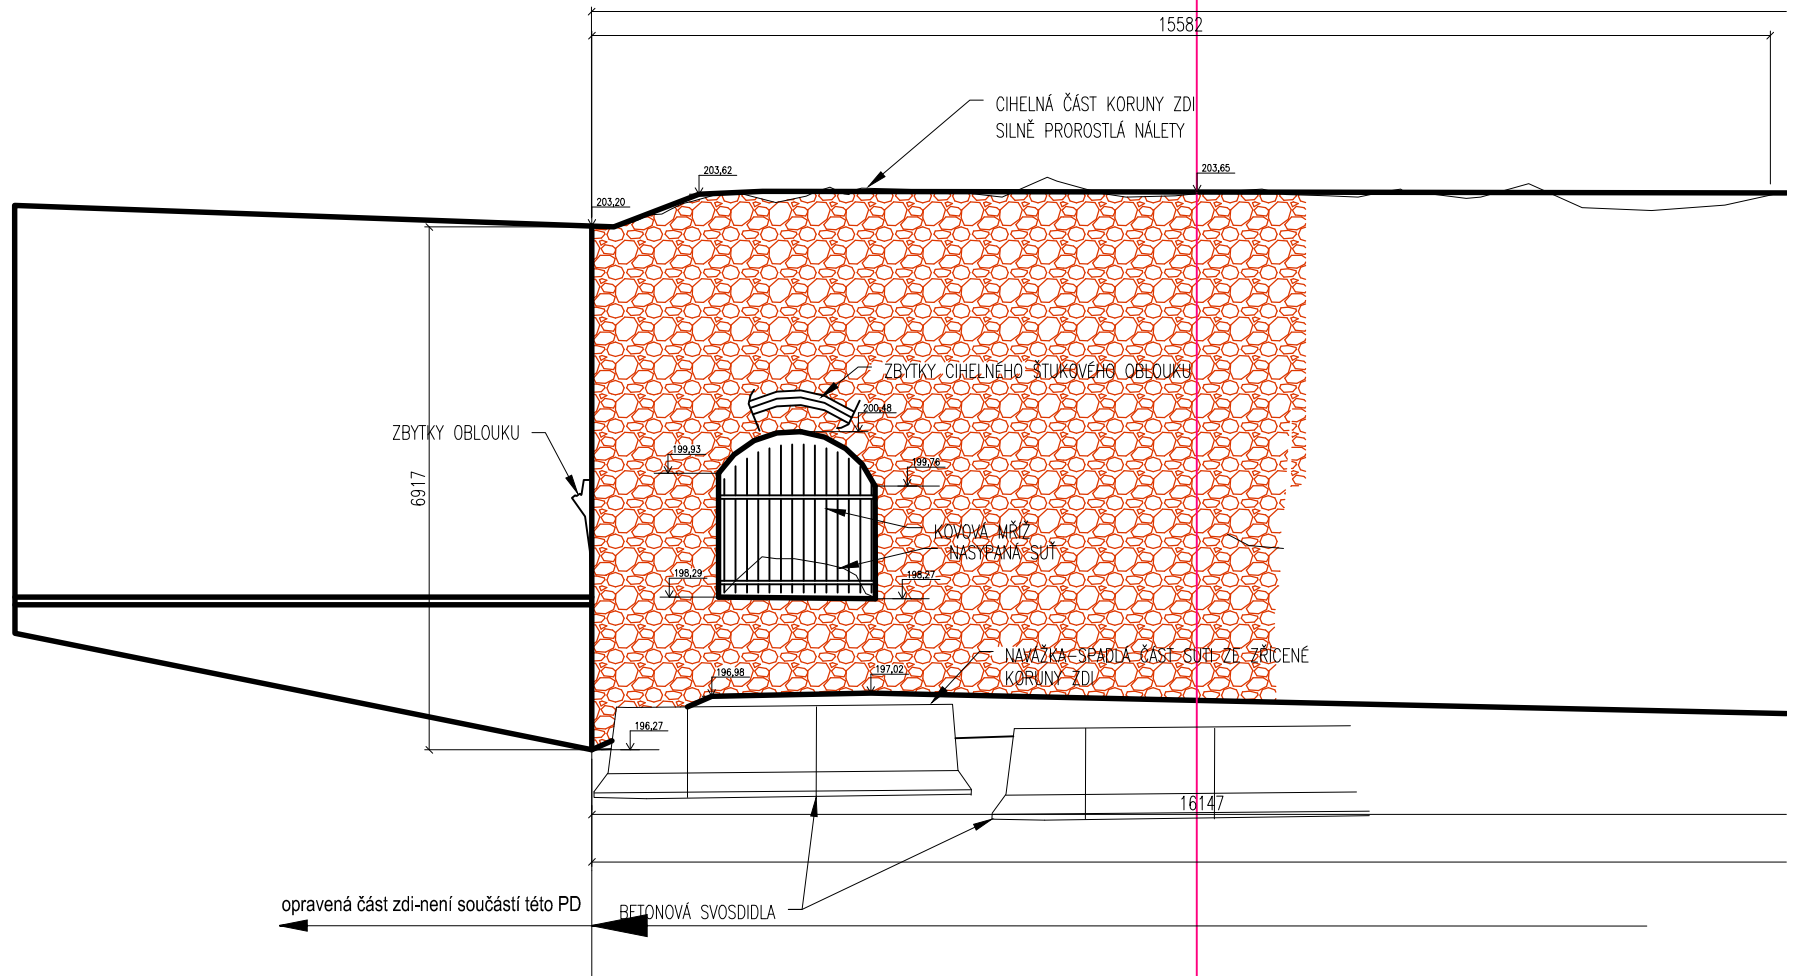 15582
CIHELNÁ ČÁST KORUNY ZDI
SILNĚ PROROSTLÁ NÁLETY
203,62
203,65
203,20
ZBYTKY CIHELNÉHO ŠTUKOVÉHO OBLOUKU
200,48
ZBYTKY OBLOUKU
199,93
199,76
6917
KOVOVÁ MŘÍŽ
NASYPANÁ SUŤ
198,29
198,27
NAVÁŽKA-SPADLÁ ČÁST SUTI ZE ZŘÍCENÉ
KORUNY ZDI
196,98
197,02
196,27
16147
opravená část zdi-není součástí této PD
BETONOVÁ SVOSDIDLA